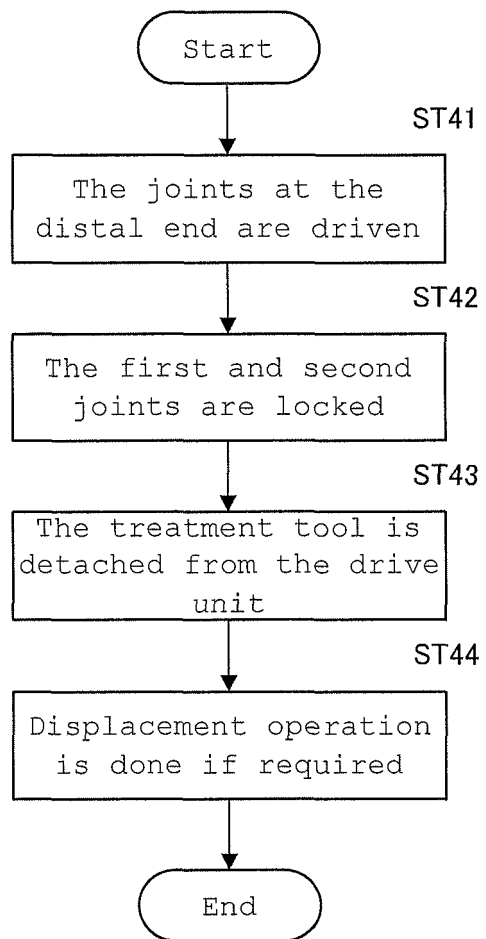 Start
ST41
The joints at the
distal end are driven
ST42
The first and second
joints are locked
ST43
The treatment tool is
detached from the drive
unit
ST44
Displacement operation
is done if required
End